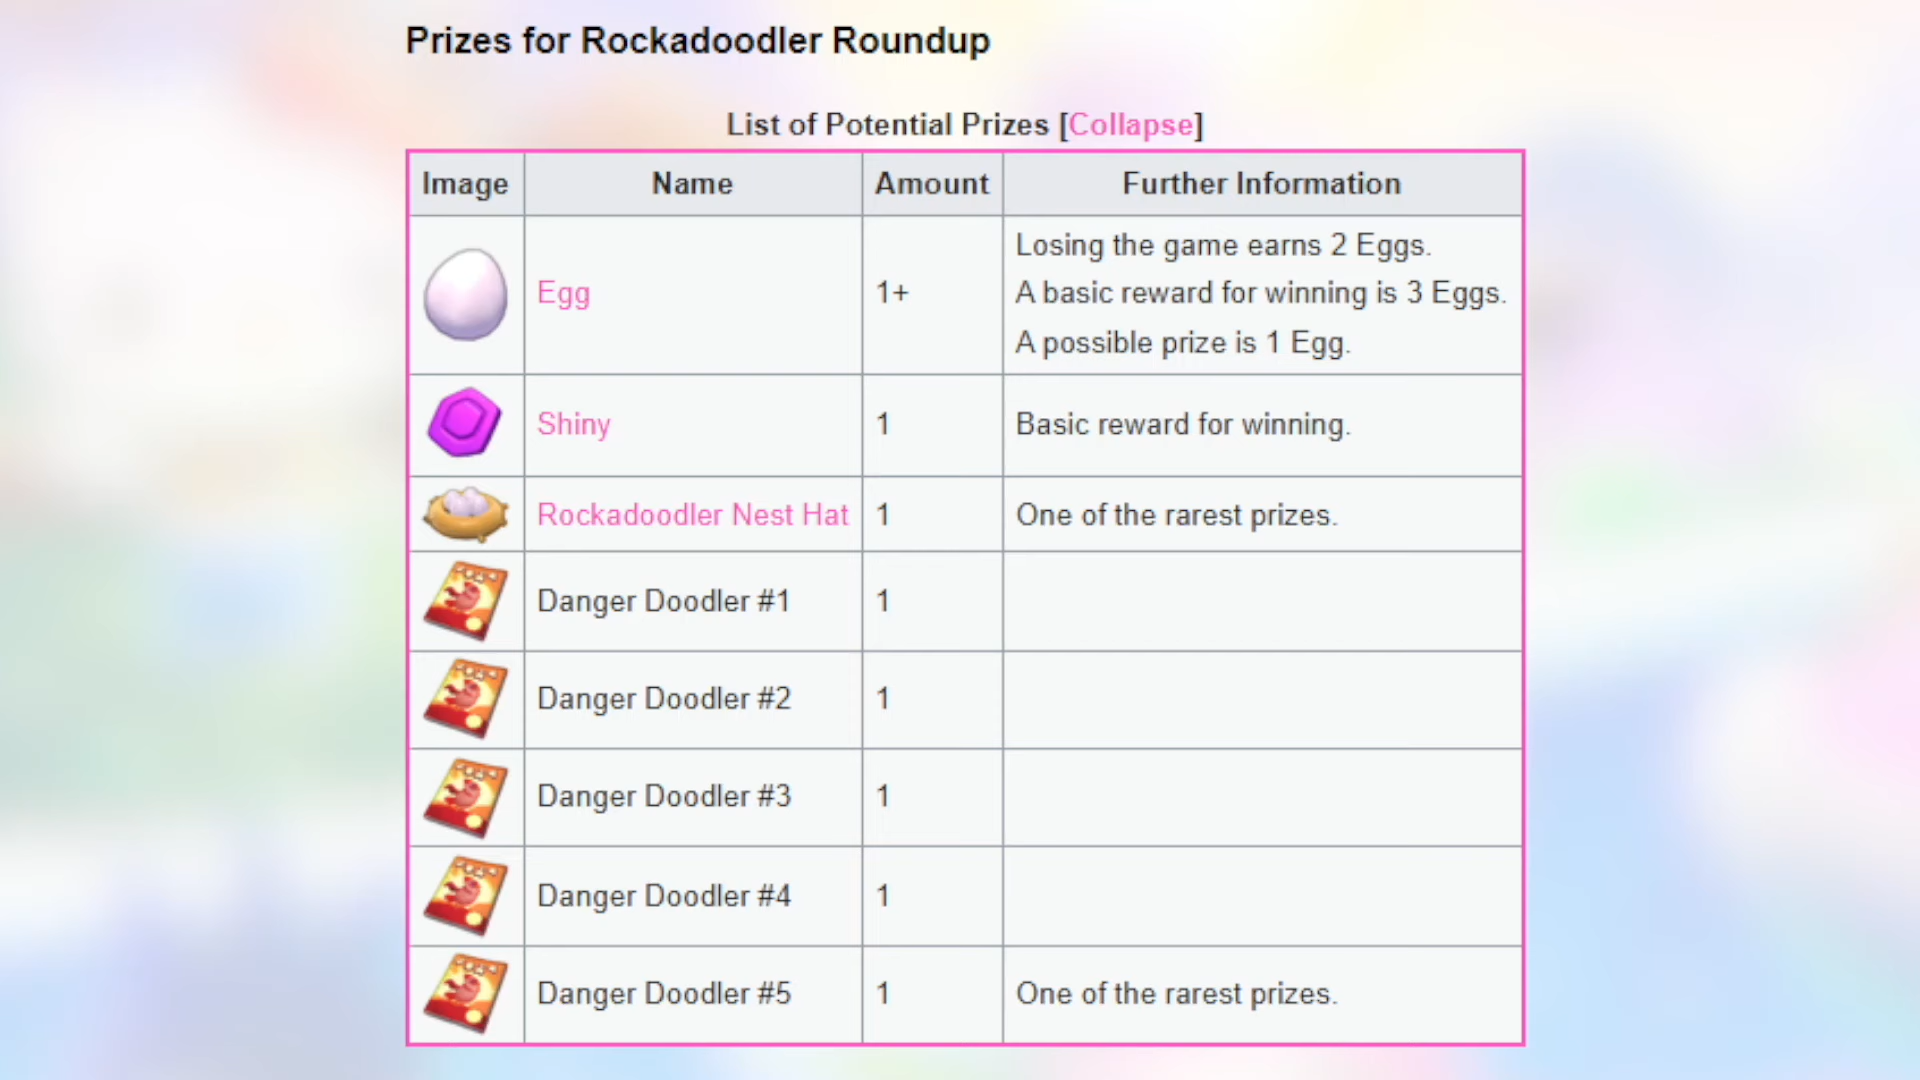 Prizes for Rockadoodler Roundup
List of Potential Prizes [Collapse]
Image Name Amount Further Information
Egg 1+ Losing the game earns 2 Eggs.
A basic reward for winning is 3 Eggs.
A possible prize is 1 Egg.
Shiny 1 Basic reward for winning.
Rockadoodler Nest Hat 1 One of the rarest prizes.
Danger Doodler #1 1
Danger Doodler #2 1
Danger Doodler #3 1
Danger Doodler #4 1
Danger Doodler #5 1 One of the rarest prizes.